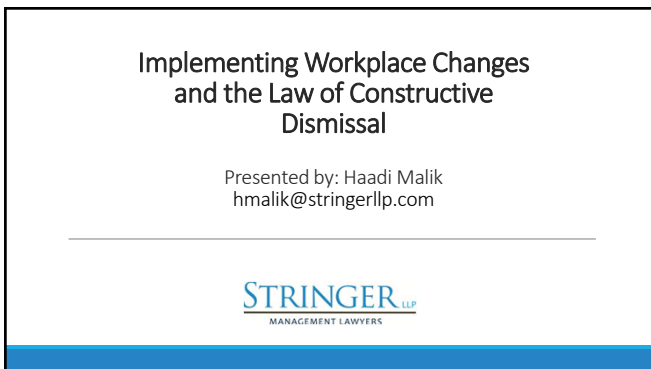 Implementing Workplace Changes
and the Law of Constructive
Dismissal
Presented by: Haadi Malik
hmalik@stringerllp.com
STRINGER LLP
MANAGEMENT LAWYERS